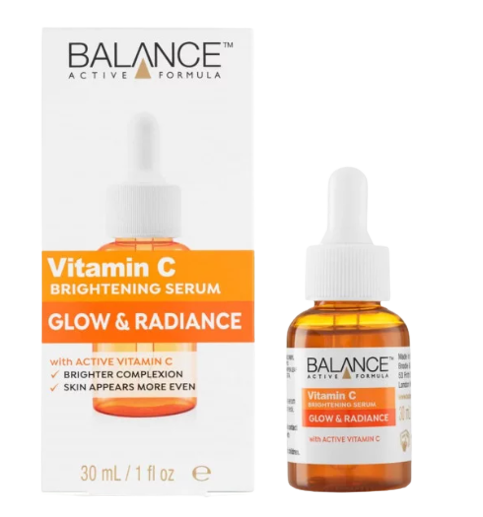 BALANCE™
ACTIVE FORMULA
Vitamin C
BRIGHTENING SERUM
GLOW & RADIANCE
with ACTIVE VITAMIN C
✓ BRIGHTER COMPLEXION
✓ SKIN APPEARS MORE EVEN
30 mL / 1 fl oz ℮
BALANCE™
ACTIVE FORMULA
Vitamin C
BRIGHTENING SERUM
GLOW & RADIANCE
with ACTIVE VITAMIN C